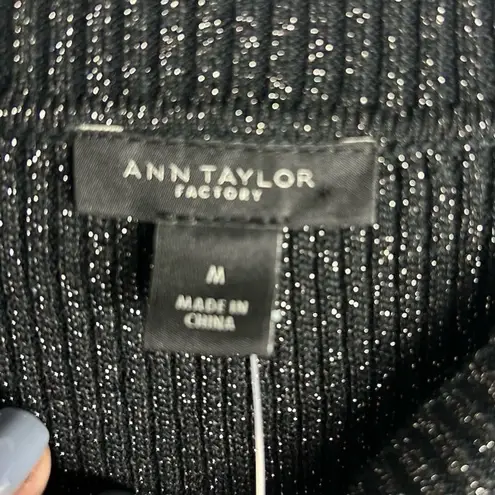 ANN TAYLOR
FACTORY
M
MADE IN
CHINA